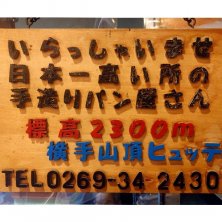 いらっしゃいませ
日本一高い所の
手造りパン屋さん
標高2300m
横手山頂ヒュッテ
TEL0269-34-2430